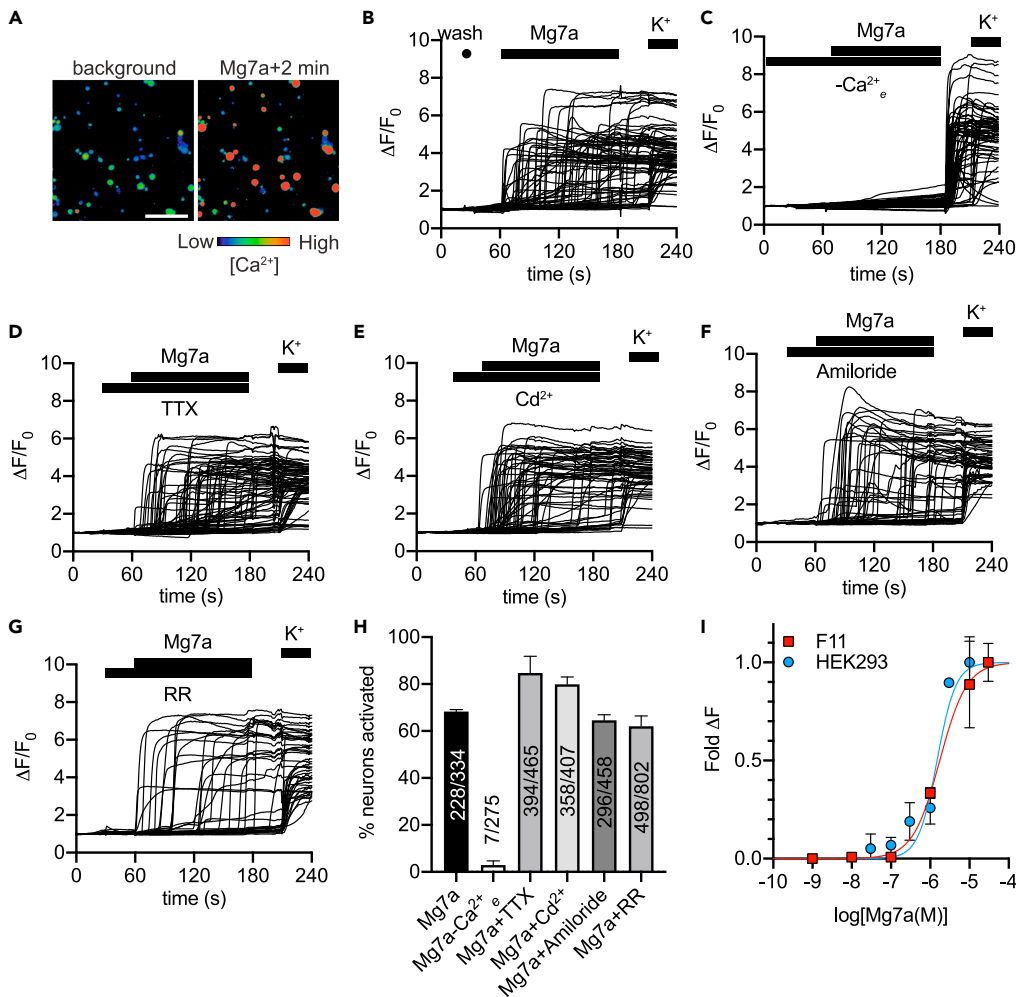 A
background
Mg7a+2 min
Low
High
[Ca²⁺]
B
wash
Mg7a
K⁺
ΔF/F₀
10
8
6
4
2
0
0
60
120
180
240
time (s)
C
Mg7a
K⁺
-Ca²⁺ₑ
ΔF/F₀
10
8
6
4
2
0
0
60
120
180
240
time (s)
D
Mg7a
K⁺
TTX
ΔF/F₀
10
8
6
4
2
0
0
60
120
180
240
time (s)
E
Mg7a
K⁺
Cd²⁺
ΔF/F₀
10
8
6
4
2
0
0
60
120
180
240
time (s)
F
Mg7a
K⁺
Amiloride
ΔF/F₀
10
8
6
4
2
0
0
60
120
180
240
time (s)
G
Mg7a
K⁺
RR
ΔF/F₀
10
8
6
4
2
0
0
60
120
180
240
time (s)
H
% neurons activated
100
80
60
40
20
0
228/334
7/275
394/465
358/407
296/458
498/802
Mg7a
Mg7a-Ca²⁺ₑ
Mg7a+TTX
Mg7a+Cd²⁺
Mg7a+Amiloride
Mg7a+RR
I
F11
HEK293
Fold ΔF
1.0
0.5
0.0
-10
-9
-8
-7
-6
-5
-4
log[Mg7a(M)]